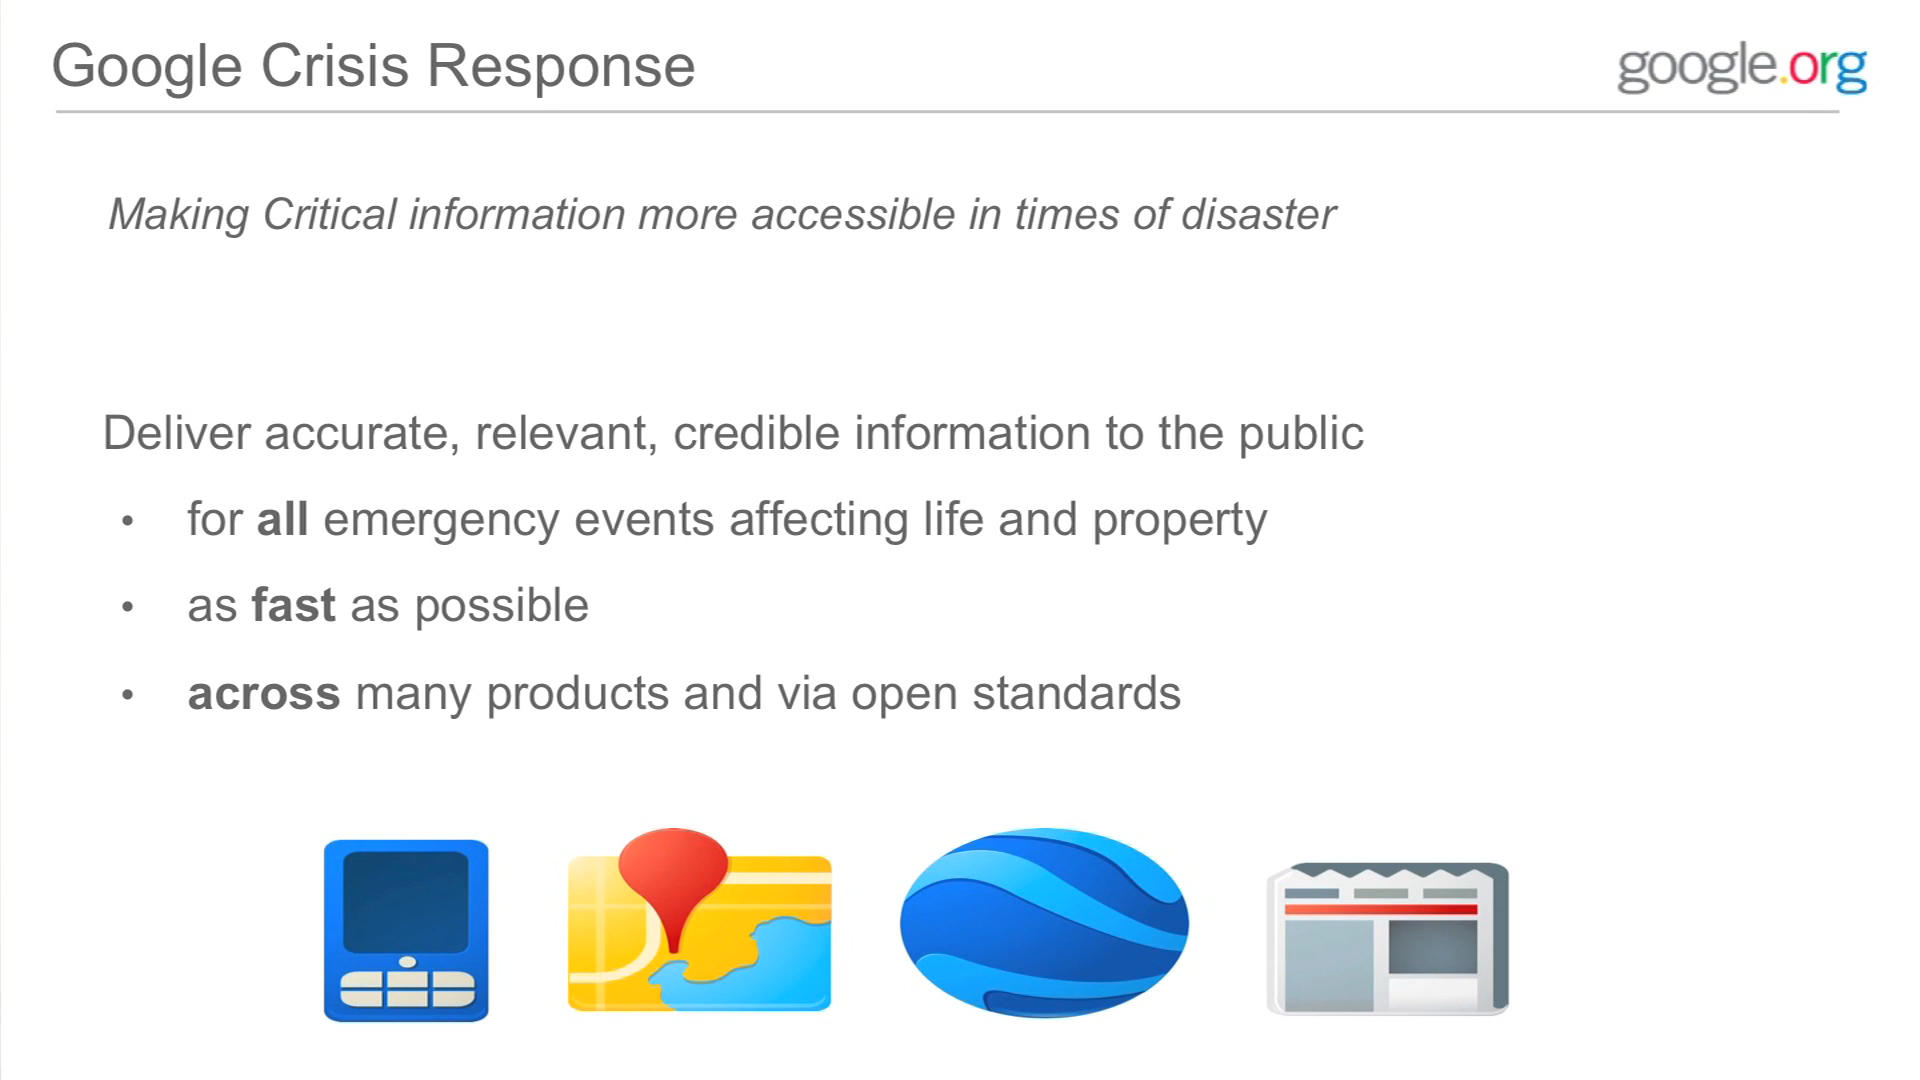 Google Crisis Response
google.org
Making Critical information more accessible in times of disaster
Deliver accurate, relevant, credible information to the public
• for all emergency events affecting life and property
• as fast as possible
• across many products and via open standards